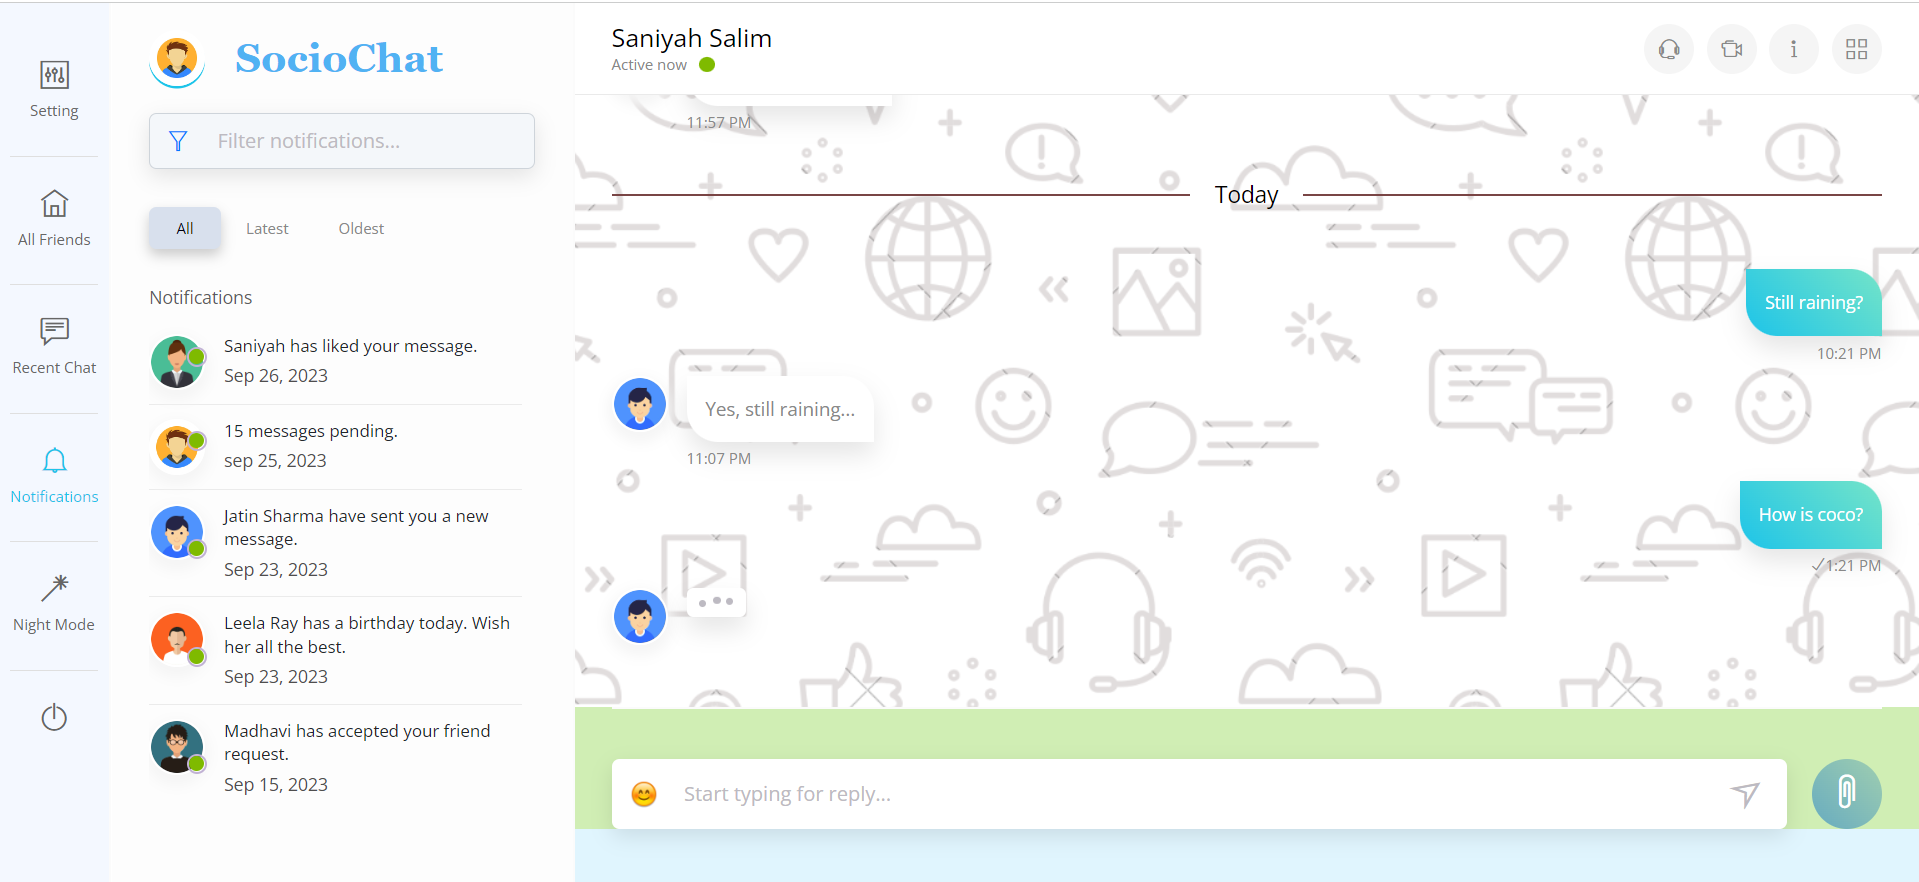 Setting
All Friends
Recent Chat
Notifications
Night Mode
SocioChat
Filter notifications...
All Latest Oldest
Notifications
Saniyah has liked your message.
Sep 26, 2023
15 messages pending.
sep 25, 2023
Jatin Sharma have sent you a new
message.
Sep 23, 2023
Leela Ray has a birthday today. Wish
her all the best.
Sep 23, 2023
Madhavi has accepted your friend
request.
Sep 15, 2023
Saniyah Salim
Active now
11:57 PM
Today
Still raining?
10:21 PM
Yes, still raining...
11:07 PM
How is coco?
✓1:21 PM
Start typing for reply...